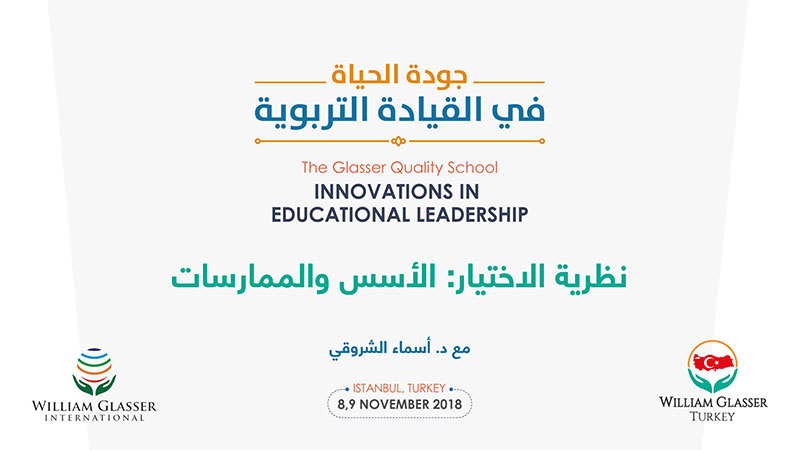 جودة الحياة
في القيادة التربوية
The Glasser Quality School
INNOVATIONS IN
EDUCATIONAL LEADERSHIP
نظرية الاختيار: الأسس والممارسات
مع د. أسماء الشروقي
ISTANBUL, TURKEY
8,9 NOVEMBER 2018
WILLIAM GLASSER
INTERNATIONAL
WILLIAM GLASSER
TURKEY